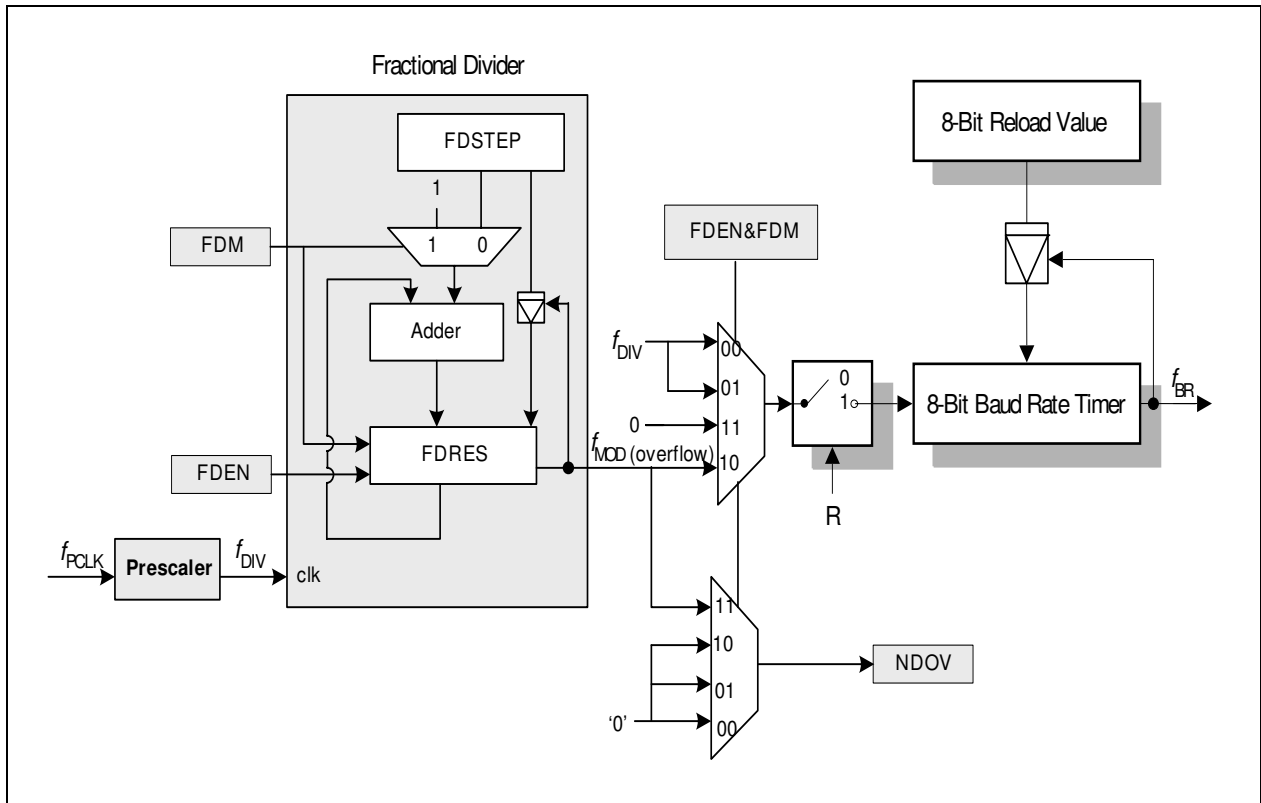 Fractional Divider
FDSTEP
8-Bit Reload Value
1
FDM
1 0
FDEN&FDM
Adder
fDIV
00
01
0
11
10
0
1
8-Bit Baud Rate Timer
fBR
FDEN
FDRES
fMOD (overflow)
R
fPCLK
Prescaler
fDIV
clk
11
10
01
00
‘0’
NDOV